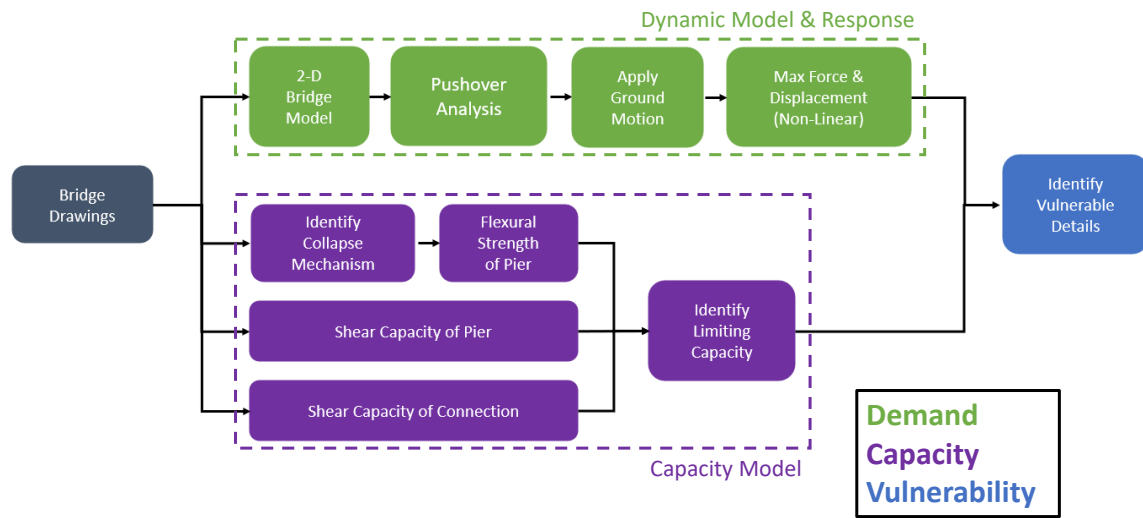 Dynamic Model & Response
2-D
Bridge
Model
Pushover
Analysis
Apply
Ground
Motion
Max Force &
Displacement
(Non-Linear)
Bridge
Drawings
Identify
Collapse
Mechanism
Flexural
Strength
of Pier
Shear Capacity of Pier
Shear Capacity of Connection
Identify
Limiting
Capacity
Identify
Vulnerable
Details
Capacity Model
Demand
Capacity
Vulnerability